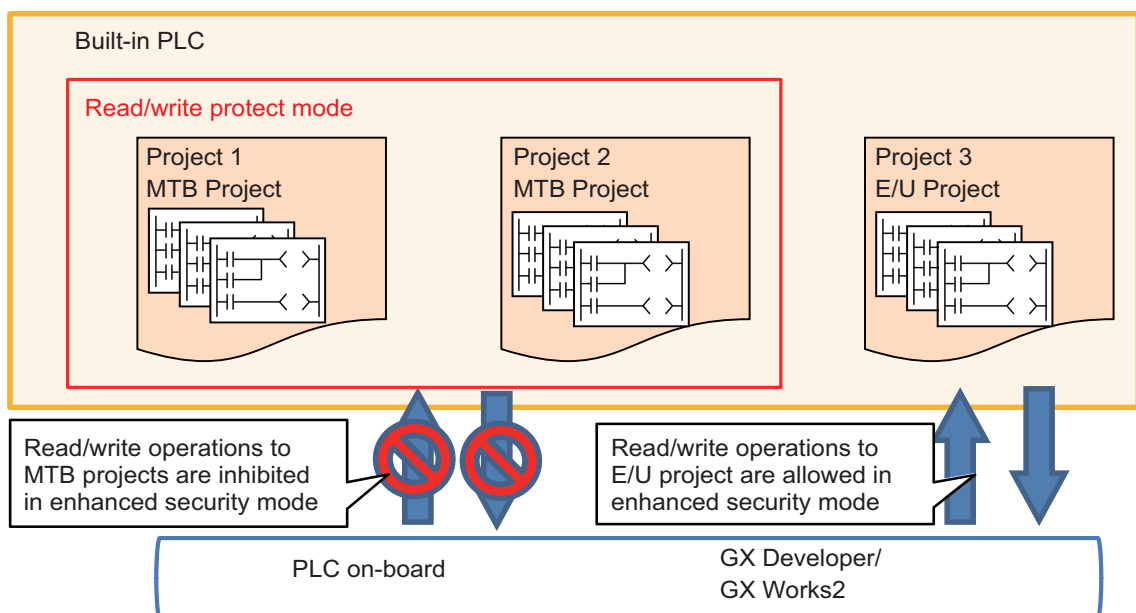 Built-in PLC
Read/write protect mode
Project 1
MTB Project
Project 2
MTB Project
Project 3
E/U Project
Read/write operations to
MTB projects are inhibited
in enhanced security mode
Read/write operations to
E/U project are allowed in
enhanced security mode
PLC on-board
GX Developer/
GX Works2